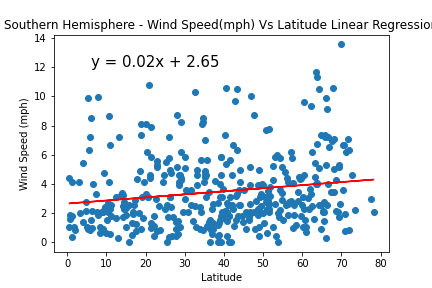 Southern Hemisphere - Wind Speed(mph) Vs Latitude Linear Regression
14
12
10
8
6
4
2
0
Wind Speed (mph)
y = 0.02x + 2.65
0 10 20 30 40 50 60 70 80
Latitude